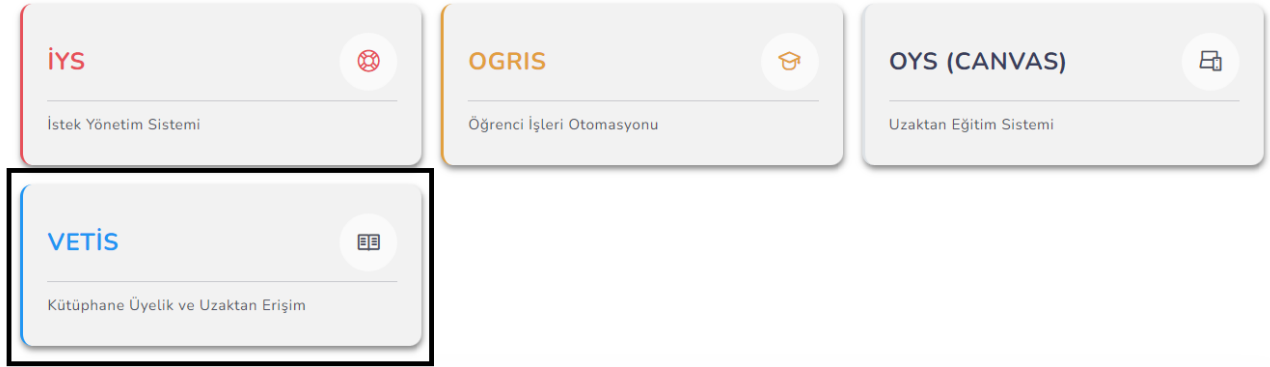 İYS
İstek Yönetim Sistemi
OGRIS
Öğrenci İşleri Otomasyonu
OYS (CANVAS)
Uzaktan Eğitim Sistemi
VETİS
Kütüphane Üyelik ve Uzaktan Erişim